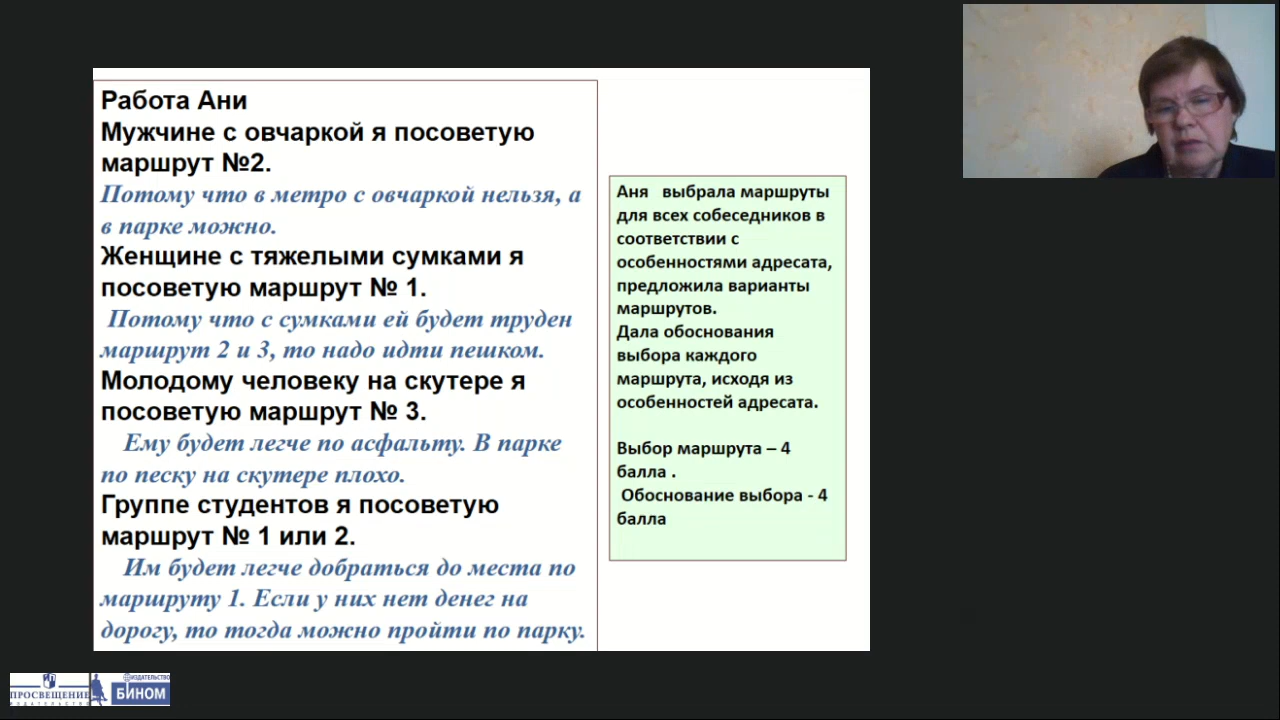 Работа Ани
Мужчине с овчаркой я посоветую
маршрут №2.
Потому что в метро с овчаркой нельзя, а
в парке можно.
Женщине с тяжелыми сумками я
посоветую маршрут № 1.
Потому что с сумками ей будет труден
маршрут 2 и 3, то надо идти пешком.
Молодому человеку на скутере я
посоветую маршрут № 3.
Ему будет легче по асфальту. В парке
по песку на скутере плохо.
Группе студентов я посоветую
маршрут № 1 или 2.
Им будет легче добраться до места по
маршруту 1. Если у них нет денег на
дорогу, то тогда можно пройти по парку.
Аня выбрала маршруты
для всех собеседников в
соответствии с
особенностями адресата,
предложила варианты
маршрутов.
Дала обоснования
выбора каждого
маршрута, исходя из
особенностей адресата.
Выбор маршрута – 4
балла .
Обоснование выбора - 4
балла
ПРОСВЕЩЕНИЕ
ИЗДАТЕЛЬСТВО
ИЗДАТЕЛЬСТВО
БИНОМ